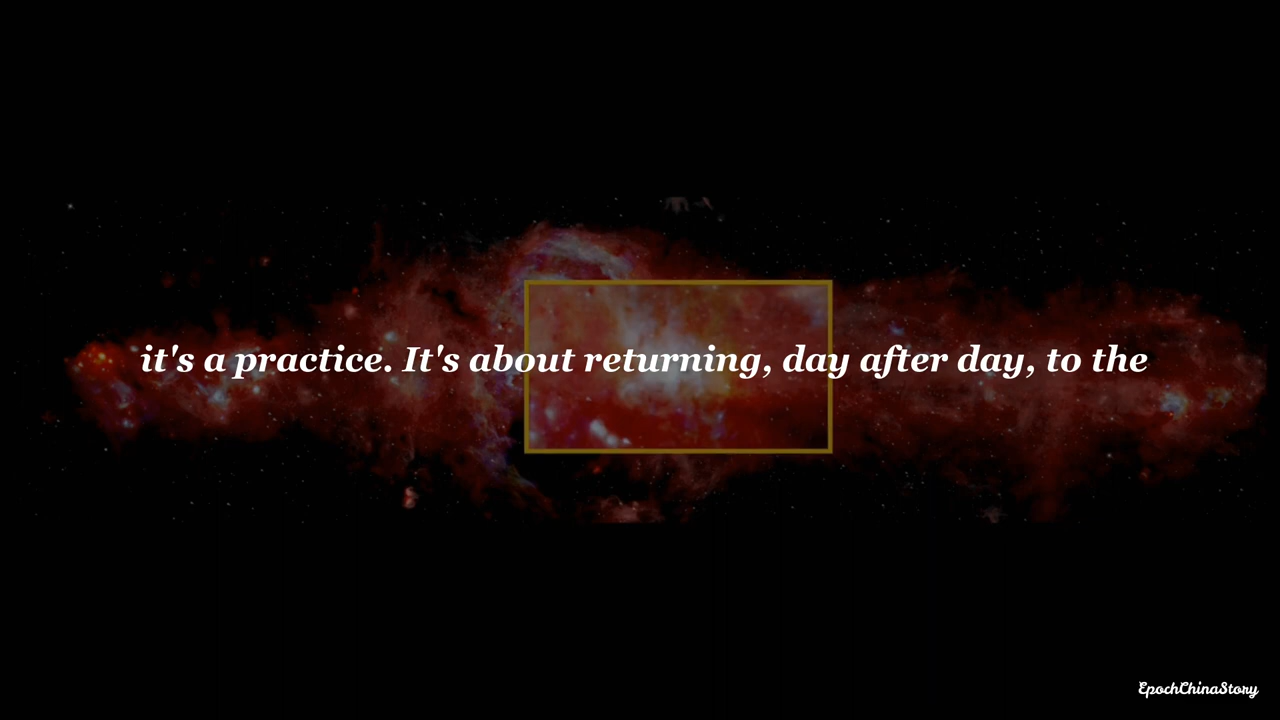 it's a practice. It's about returning, day after day, to the
EpochChinaStory